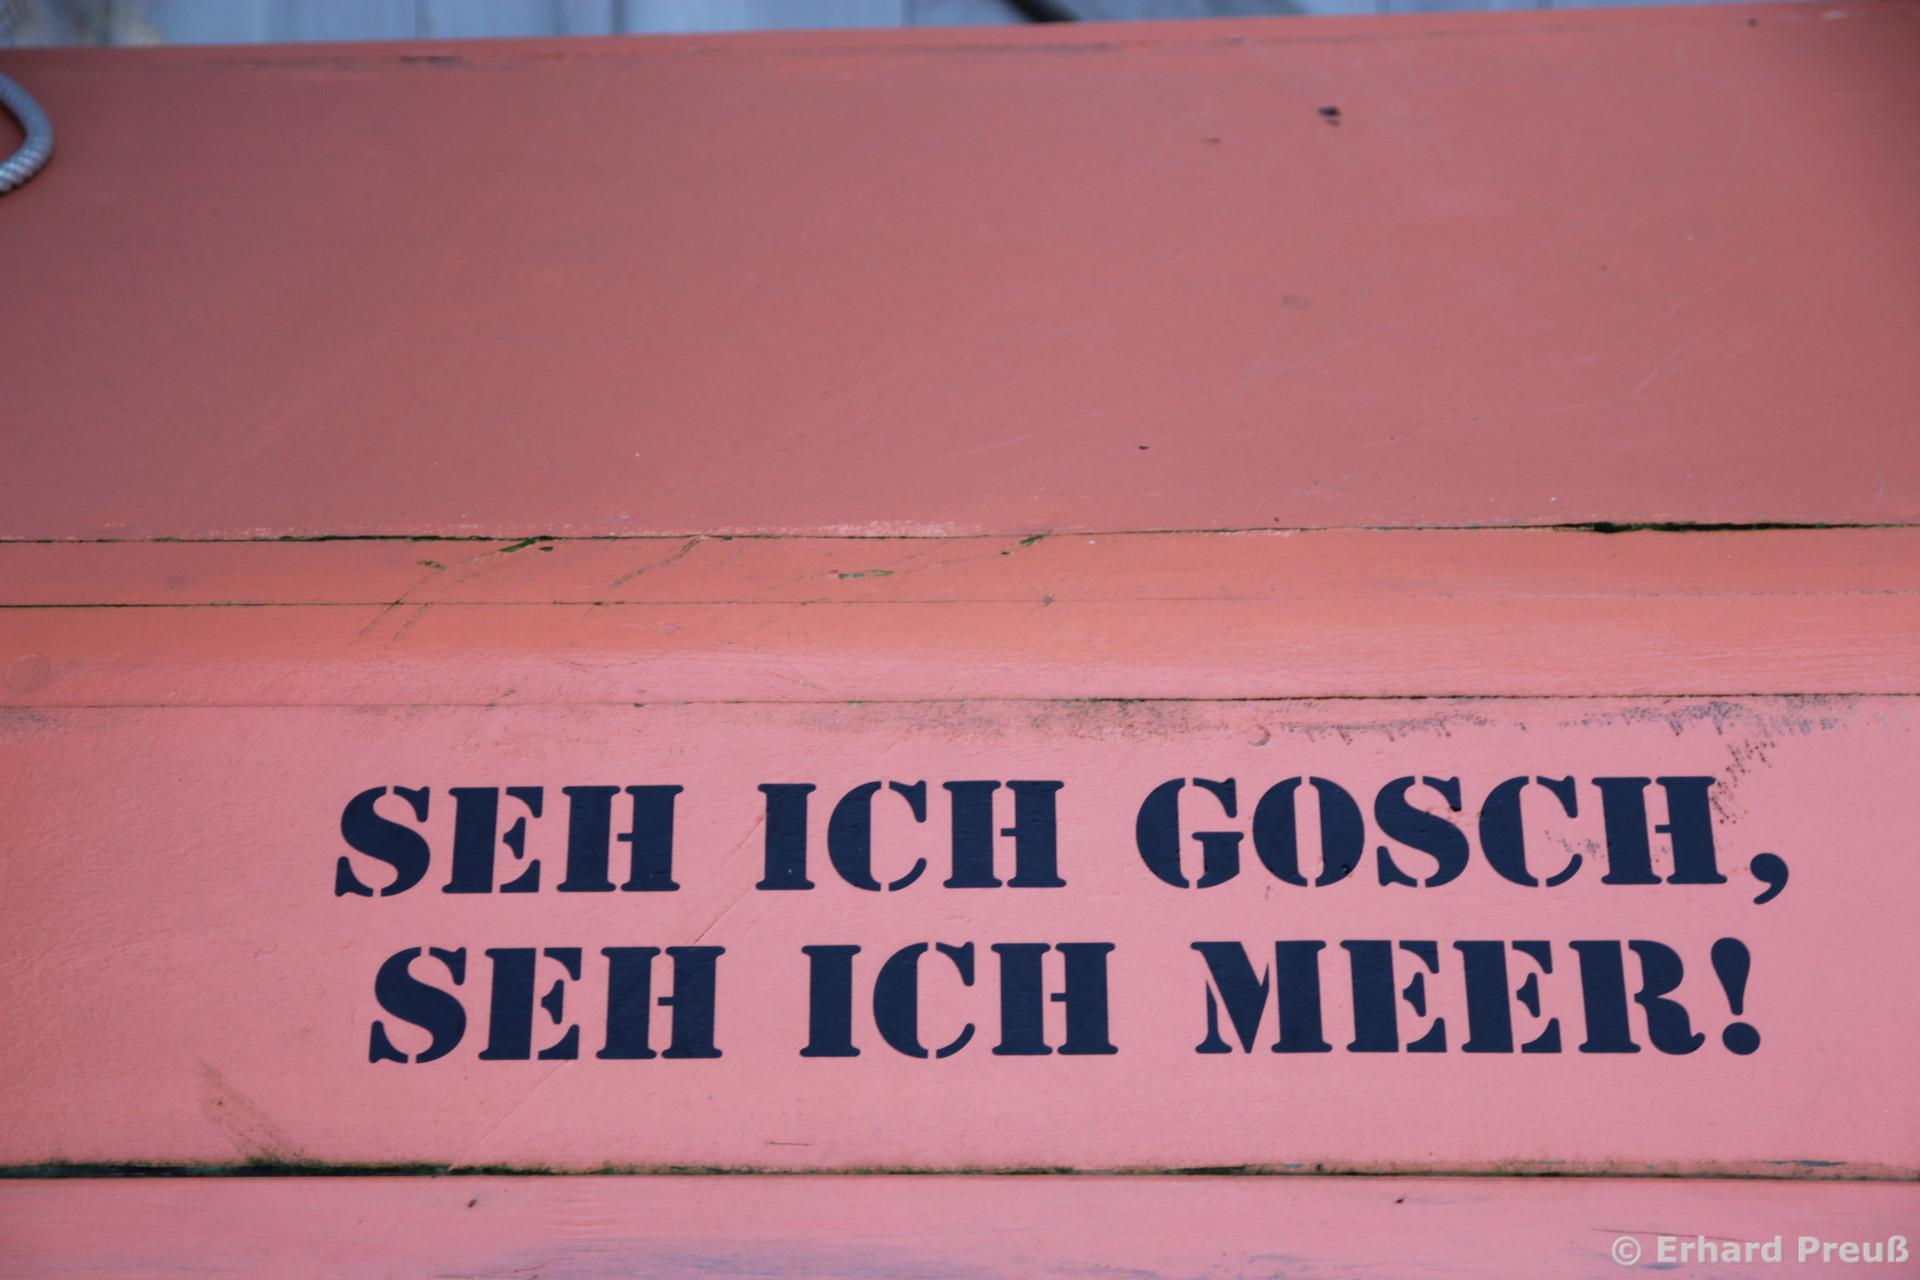 SEH ICH GOSCH,
SEH ICH MEER!
© Erhard Preuß